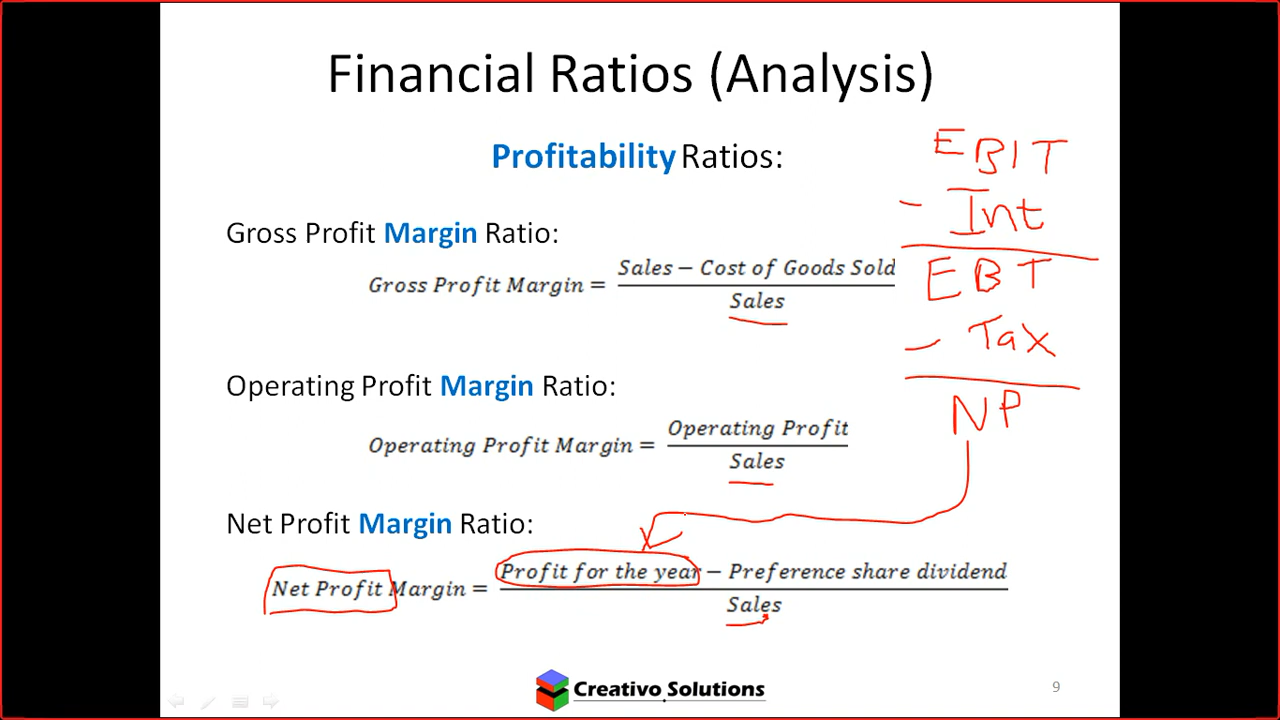 Financial Ratios (Analysis)
Profitability Ratios:
Gross Profit Margin Ratio:
Gross Profit Margin = Sales − Cost of Goods Sold
Sales
Operating Profit Margin Ratio:
Operating Profit Margin = Operating Profit
Sales
Net Profit Margin Ratio:
Net Profit Margin = Profit for the year − Preference share dividend
Sales
EBIT
- Int
EBT
- Tax
NP
Creativo Solutions
9